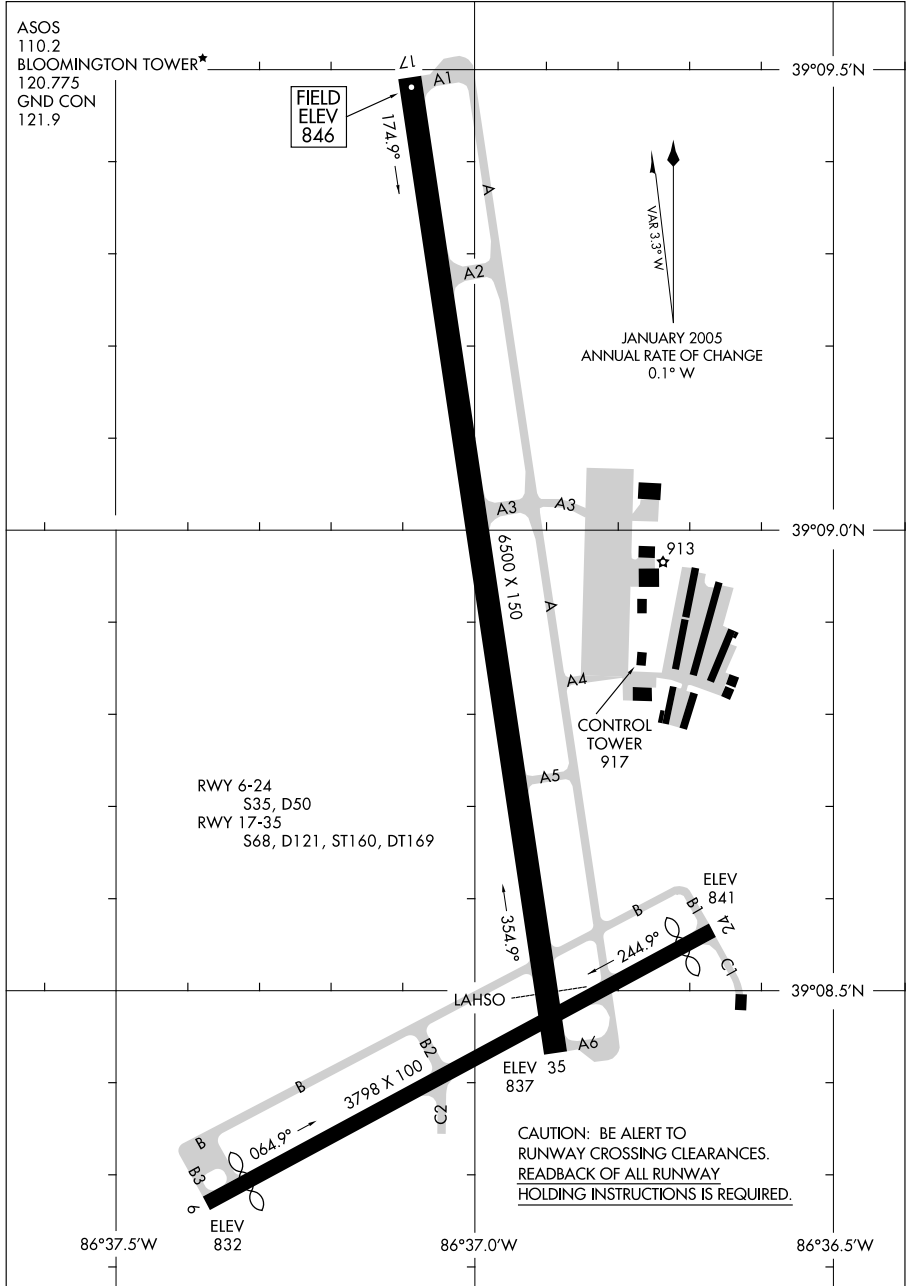 ASOS
110.2
BLOOMINGTON TOWER★
120.775
GND CON
121.9
17
A1
39°09.5'N
FIELD
ELEV
846
174.9°
A
VAR 3.3° W
A2
JANUARY 2005
ANNUAL RATE OF CHANGE
0.1° W
A3
A3
39°09.0'N
6500 X 150
913
A
A4
CONTROL
TOWER
917
A5
RWY 6-24
S35, D50
RWY 17-35
S68, D121, ST160, DT169
ELEV
841
354.9°
B
B1
24
244.9°
C1
LAHSO
39°08.5'N
B2
A6
ELEV 35
837
3798 X 100
B
C2
CAUTION: BE ALERT TO
RUNWAY CROSSING CLEARANCES.
READBACK OF ALL RUNWAY
HOLDING INSTRUCTIONS IS REQUIRED.
B
064.9°
B3
6
ELEV
832
86°37.5'W
86°37.0'W
86°36.5'W